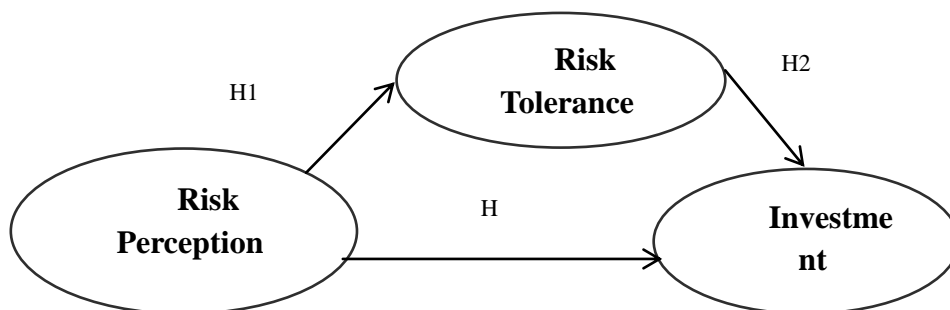 Risk
Tolerance
H1
H2
Risk
Perception
H
Investme
nt